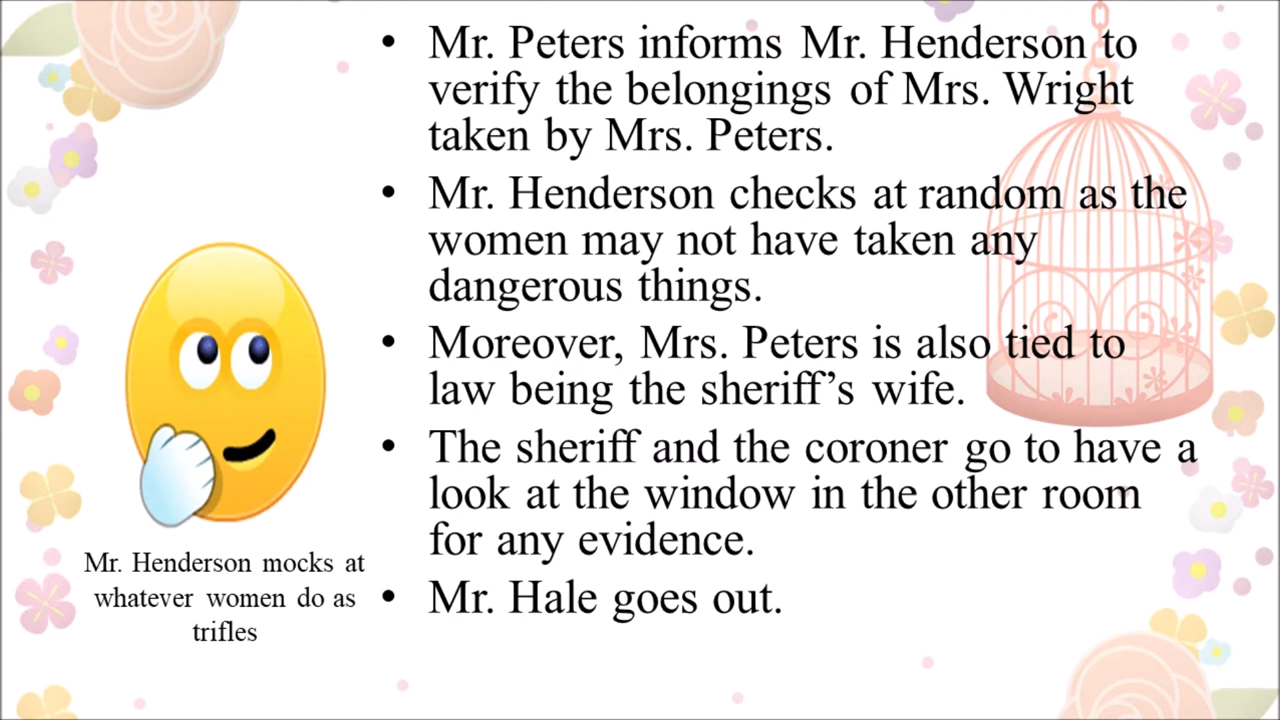 • Mr. Peters informs Mr. Henderson to
verify the belongings of Mrs. Wright
taken by Mrs. Peters.
• Mr. Henderson checks at random as the
women may not have taken any
dangerous things.
• Moreover, Mrs. Peters is also tied to
law being the sheriff’s wife.
• The sheriff and the coroner go to have a
look at the window in the other room
for any evidence.
• Mr. Hale goes out.
Mr. Henderson mocks at
whatever women do as
trifles